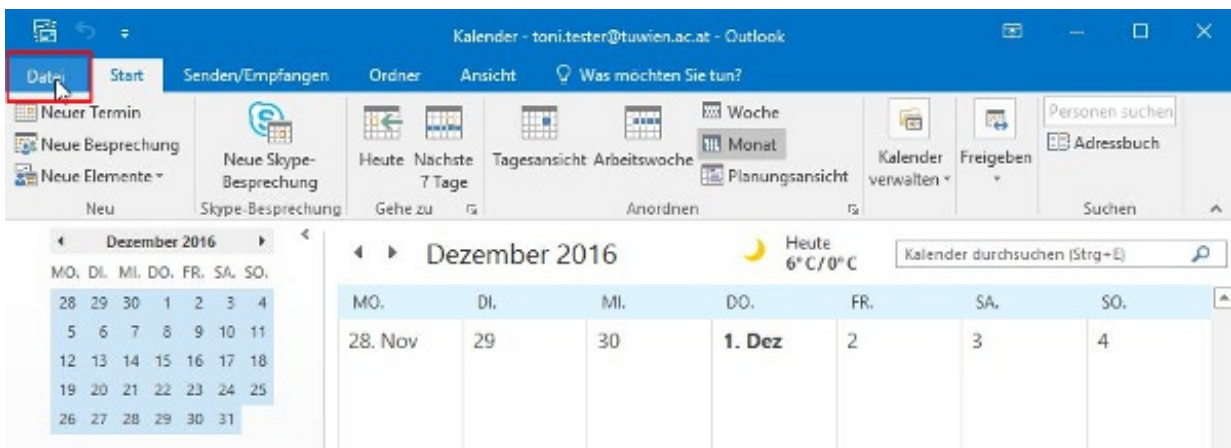 Kalender - toni.tester@tuwien.ac.at - Outlook
Datei Start Senden/Empfangen Ordner Ansicht Was möchten Sie tun?
Neuer Termin
Neue Besprechung
Neue Elemente
Neu
Neue Skype-
Besprechung
Skype-Besprechung
Heute
Nächste
7 Tage
Gehe zu
Tagesansicht
Arbeitswoche
Woche
Monat
Planungsansicht
Anordnen
Kalender
verwalten
Freigeben
Personen suchen
Adressbuch
Suchen
Dezember 2016
MO. DI. MI. DO. FR. SA. SO.
28 29 30 1 2 3 4
5 6 7 8 9 10 11
12 13 14 15 16 17 18
19 20 21 22 23 24 25
26 27 28 29 30 31
Dezember 2016
Heute
6°C/0°C
Kalender durchsuchen (Strg+E)
MO. DI. MI. DO. FR. SA. SO.
28. Nov 29 30 1. Dez 2 3 4